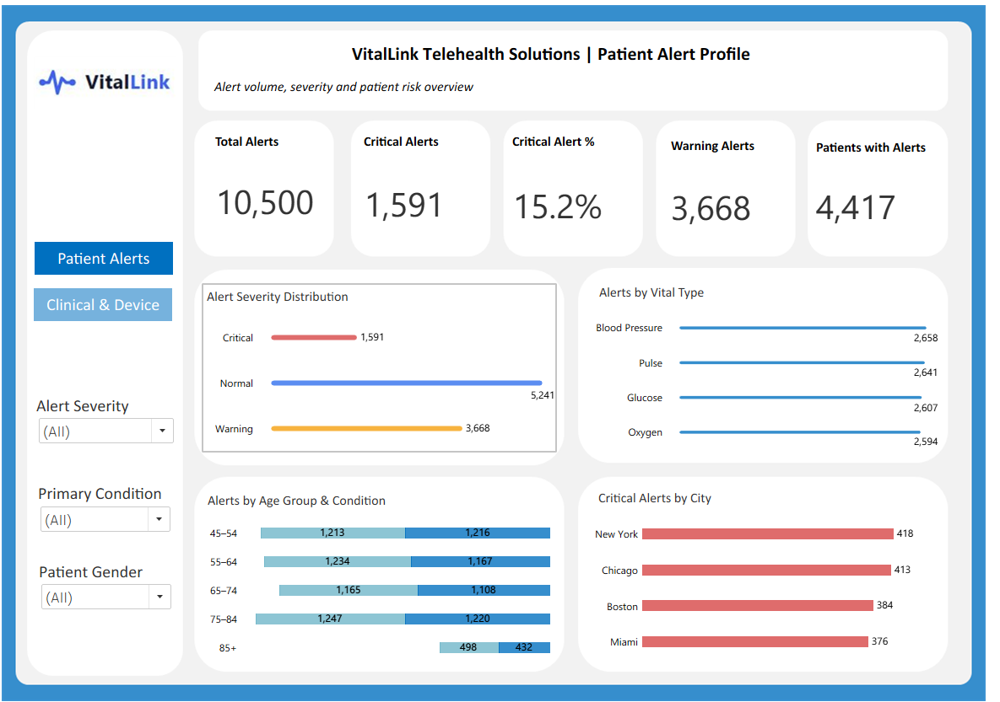 VitalLink
VitalLink Telehealth Solutions | Patient Alert Profile
Alert volume, severity and patient risk overview
Total Alerts
10,500
Critical Alerts
1,591
Critical Alert %
15.2%
Warning Alerts
3,668
Patients with Alerts
4,417
Patient Alerts
Clinical & Device
Alert Severity
(All)
Primary Condition
(All)
Patient Gender
(All)
Alert Severity Distribution
Critical 1,591
Normal 5,241
Warning 3,668
Alerts by Vital Type
Blood Pressure 2,658
Pulse 2,641
Glucose 2,607
Oxygen 2,594
Alerts by Age Group & Condition
45–54 1,213 1,216
55–64 1,234 1,167
65–74 1,165 1,108
75–84 1,247 1,220
85+ 498 432
Critical Alerts by City
New York 418
Chicago 413
Boston 384
Miami 376